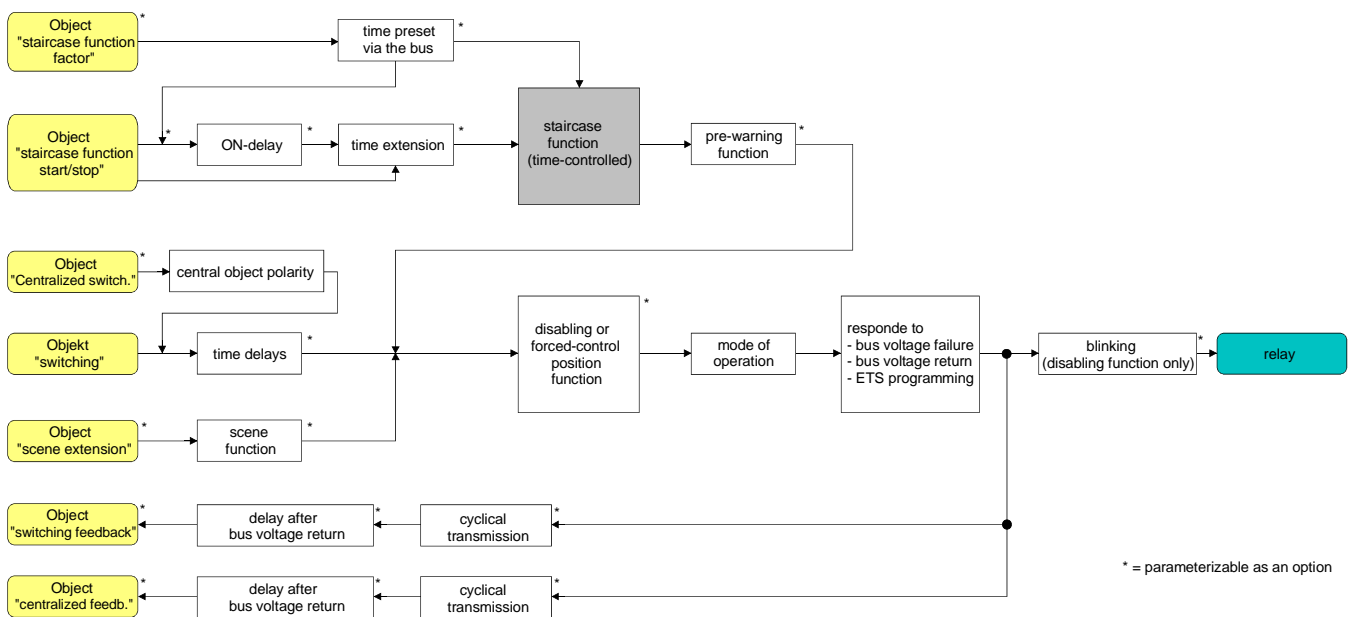 Object
"staircase function
factor"
*
time preset
via the bus
*
Object
"staircase function
start/stop"
*
ON-delay
*
time extension
*
staircase
function
(time-controlled)
pre-warning
function
*
Object
"Centralized switch."
*
central object polarity
Objekt
"switching"
time delays
*
disabling or
forced-control
position
function
*
mode of
operation
responde to
- bus voltage failure
- bus voltage return
- ETS programming
blinking
(disabling function only)
*
relay
Object
"scene extension"
*
scene
function
*
Object
"switching feedback"
*
delay after
bus voltage return
*
cyclical
transmission
*
Object
"centralized feedb."
*
delay after
bus voltage return
*
cyclical
transmission
*
* = parameterizable as an option